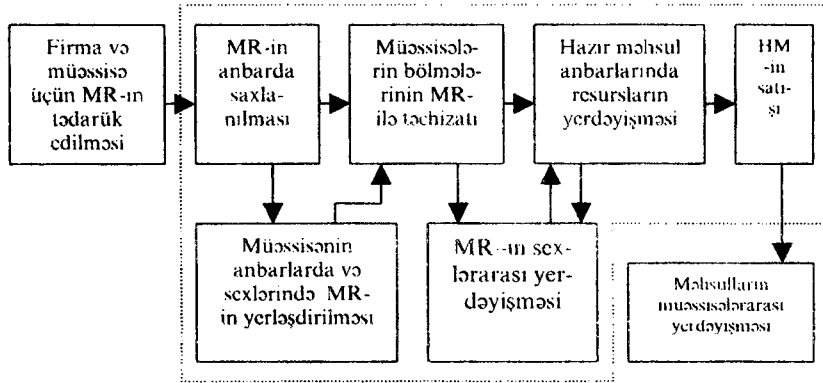 Firma və
müəssisə
üçün MR-ın
tədarük
edilməsi
MR-in
anbarda
saxla-
nılması
Müəssisələ-
rin bölmələ-
rinin MR-
ilə təchizatı
Hazır məhsul
anbarlarında
resursların
yerdəyişməsi
HM
-in
satı-
şı
Müəssisənin
anbarlarda və
sexlərində MR-
in yerləşdirilməsi
MR -in sex-
lərarası yer-
dəyişməsi
Məhsulların
müəssisələrarası
yerdəyişməsi